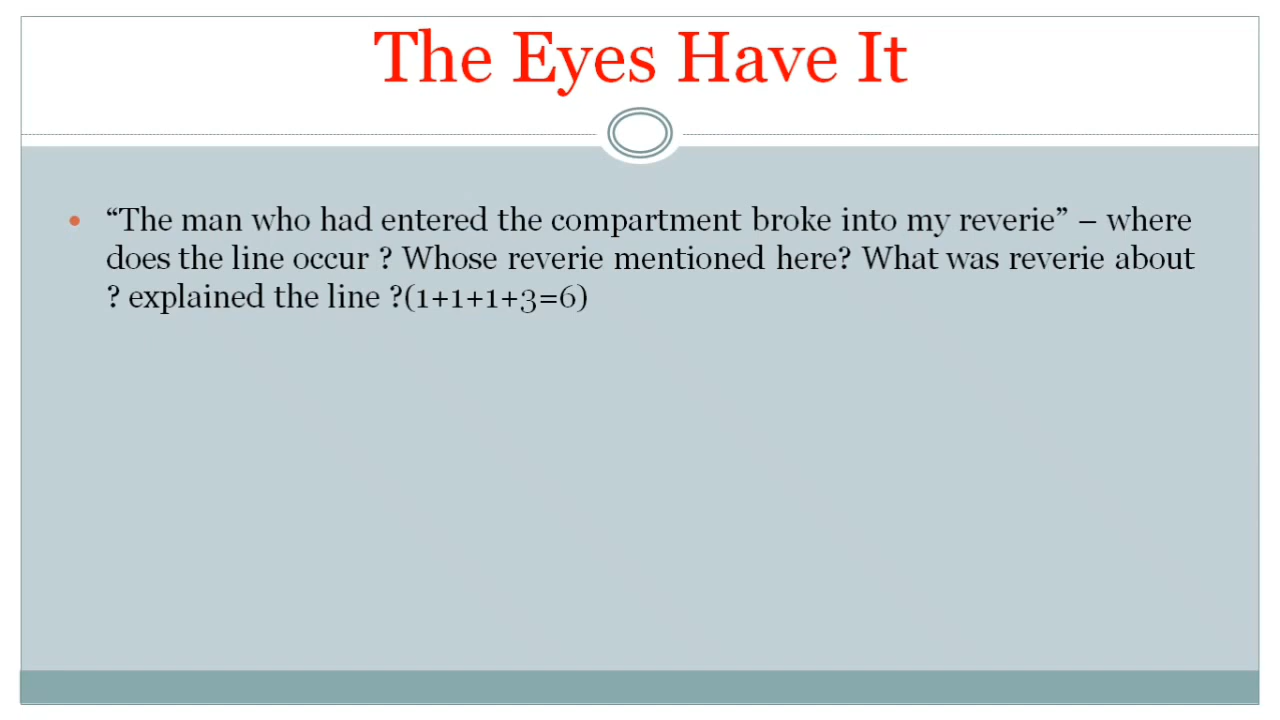 The Eyes Have It
• “The man who had entered the compartment broke into my reverie” – where
does the line occur ? Whose reverie mentioned here? What was reverie about
? explained the line ?(1+1+1+3=6)